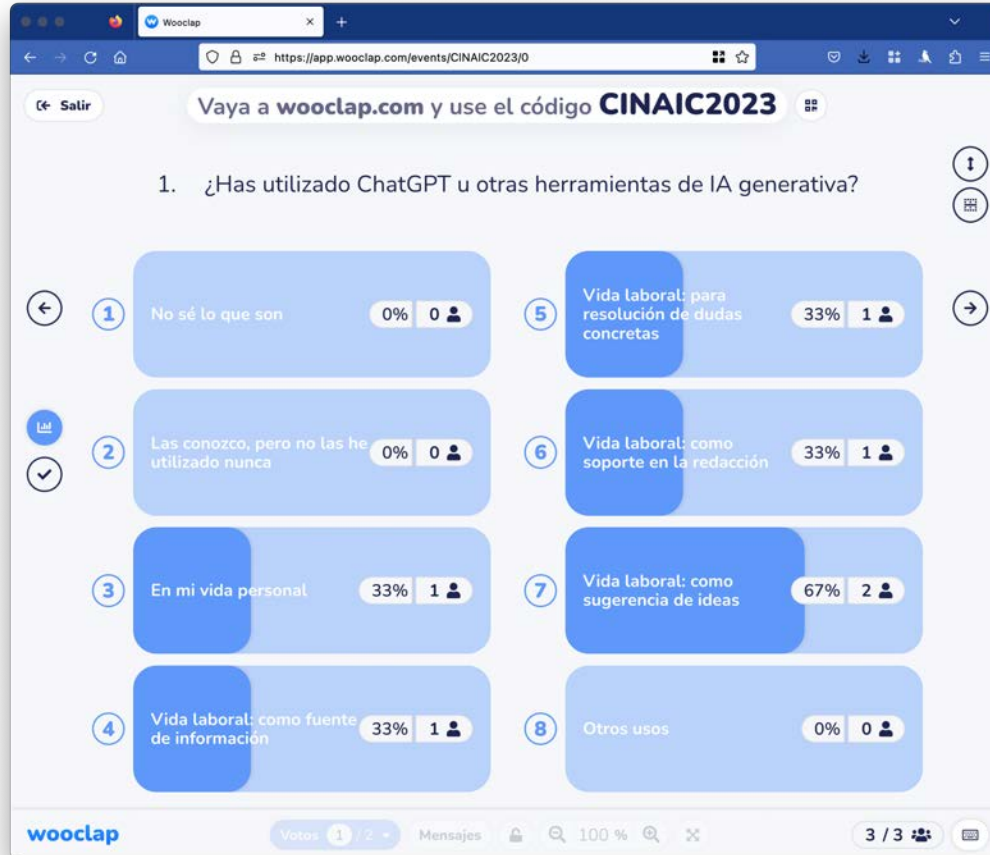 Wooclap
https://app.wooclap.com/events/CINAIC2023/0
Salir
Vaya a wooclap.com y use el código CINAIC2023
1. ¿Has utilizado ChatGPT u otras herramientas de IA generativa?
1
No sé lo que son
0% 0
2
Las conozco, pero no las he
utilizado nunca
0% 0
3
En mi vida personal
33% 1
4
Vida laboral: como fuente
de información
33% 1
5
Vida laboral: para
resolución de dudas
concretas
33% 1
6
Vida laboral: como
soporte en la redacción
33% 1
7
Vida laboral: como
sugerencia de ideas
67% 2
8
Otros usos
0% 0
wooclap
Votos 1 / 2
Mensajes
100 %
3 / 3